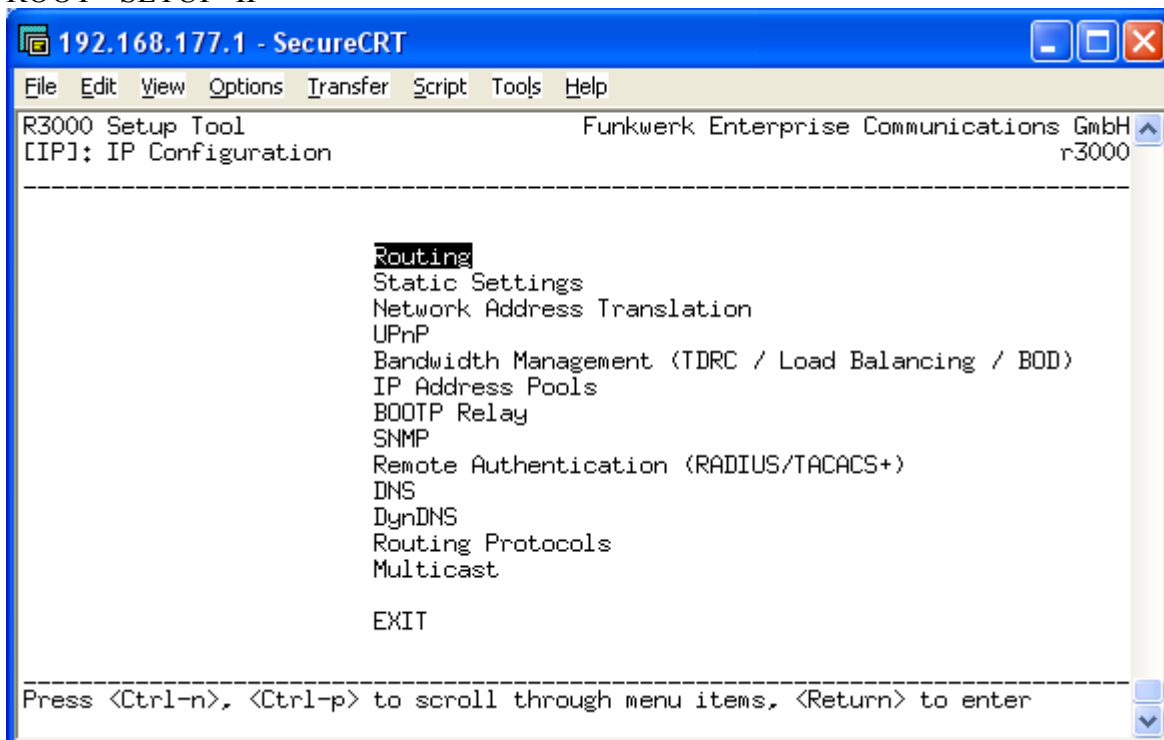 192.168.177.1 - SecureCRT
File Edit View Options Transfer Script Tools Help
R3000 Setup Tool Funkwerk Enterprise Communications GmbH
[IP]: IP Configuration r3000
Routing
Static Settings
Network Address Translation
UPnP
Bandwidth Management (TDRC / Load Balancing / BOD)
IP Address Pools
BOOTP Relay
SNMP
Remote Authentication (RADIUS/TACACS+)
DNS
DynDNS
Routing Protocols
Multicast
EXIT
Press <Ctrl-n>, <Ctrl-p> to scroll through menu items, <Return> to enter